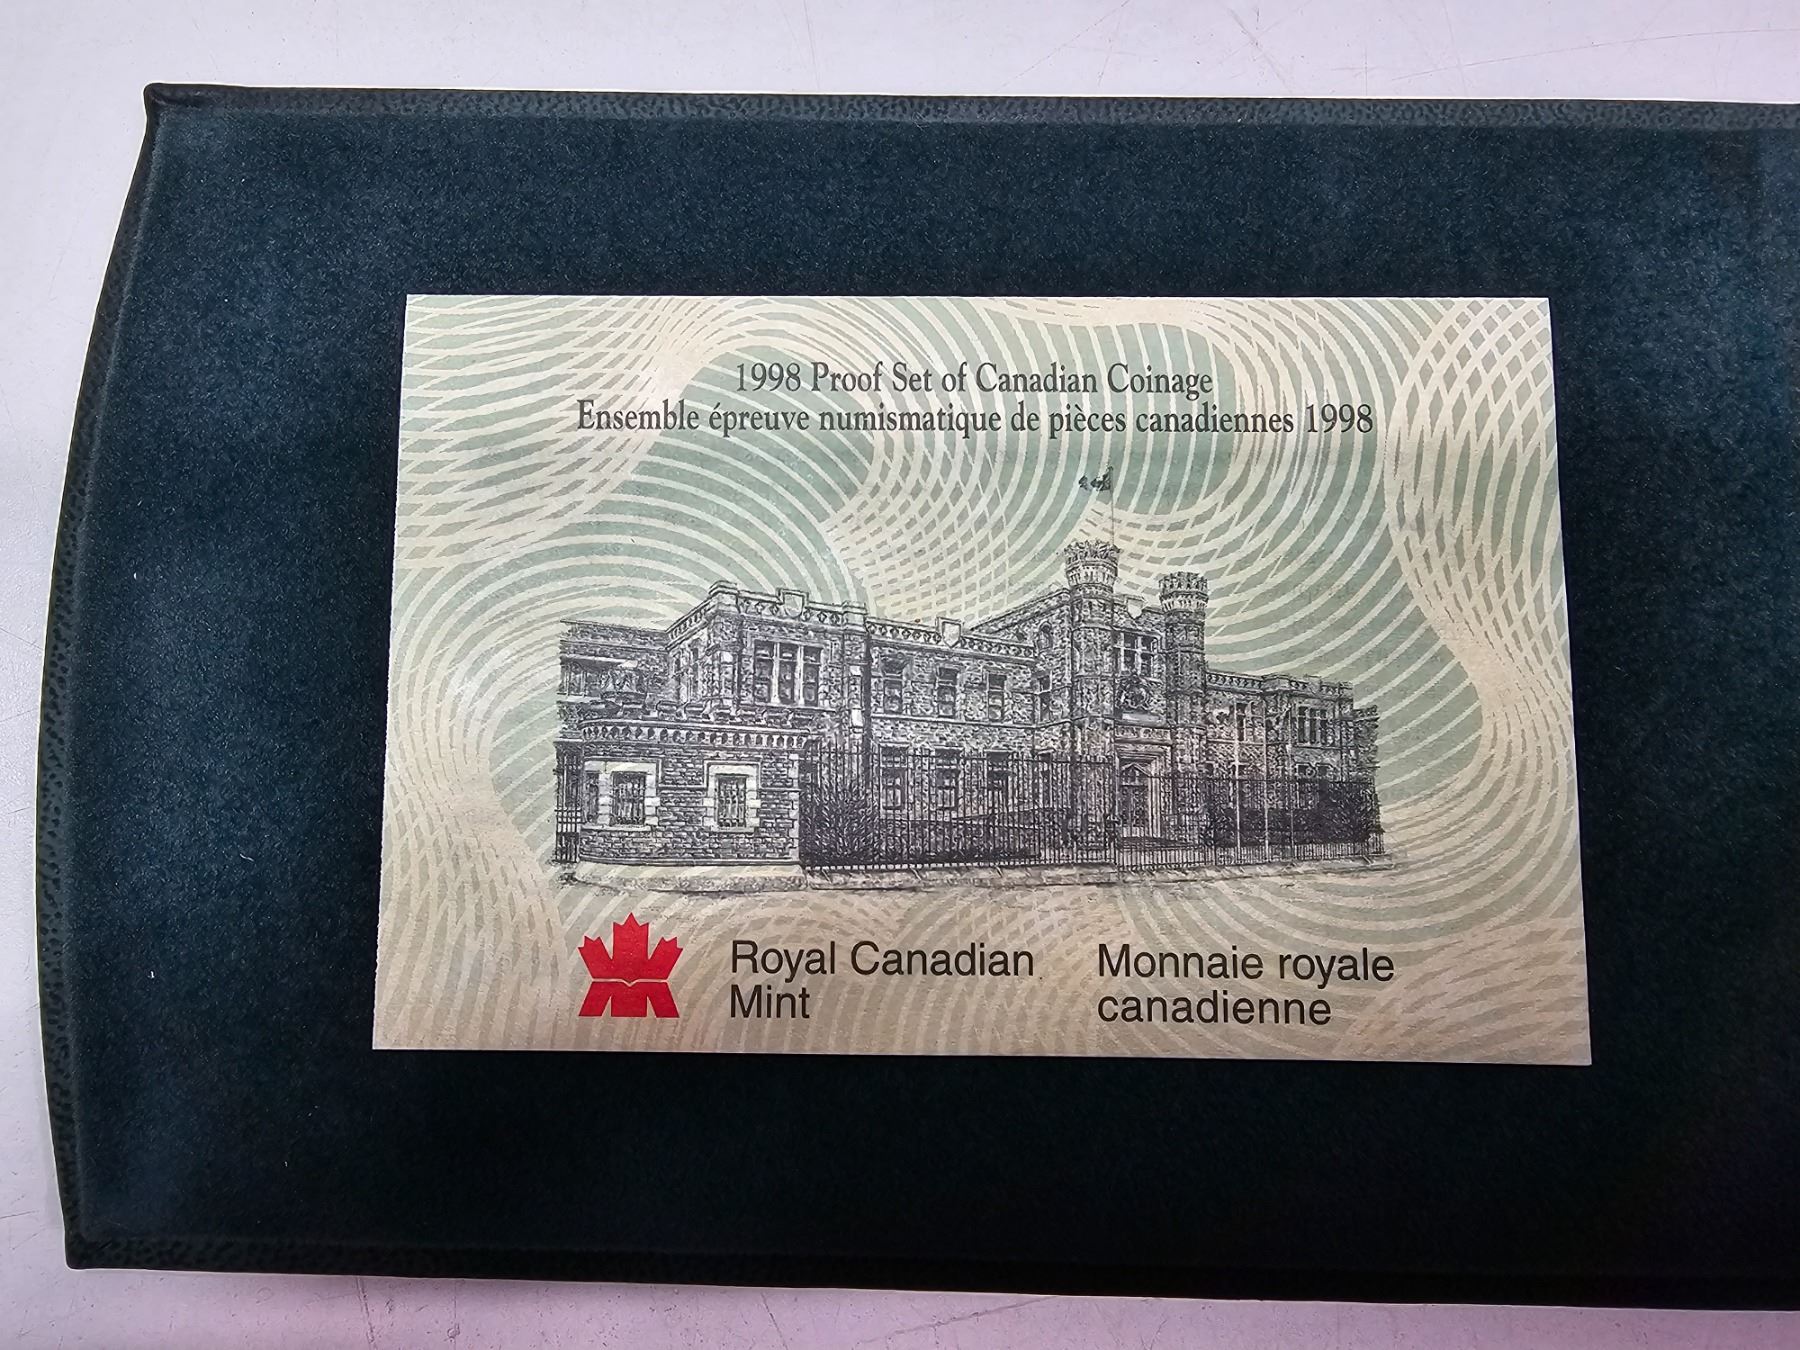 1998 Proof Set of Canadian Coinage
Ensemble épreuve numismatique de pièces canadiennes 1998
Royal Canadian
Mint
Monnaie royale
canadienne